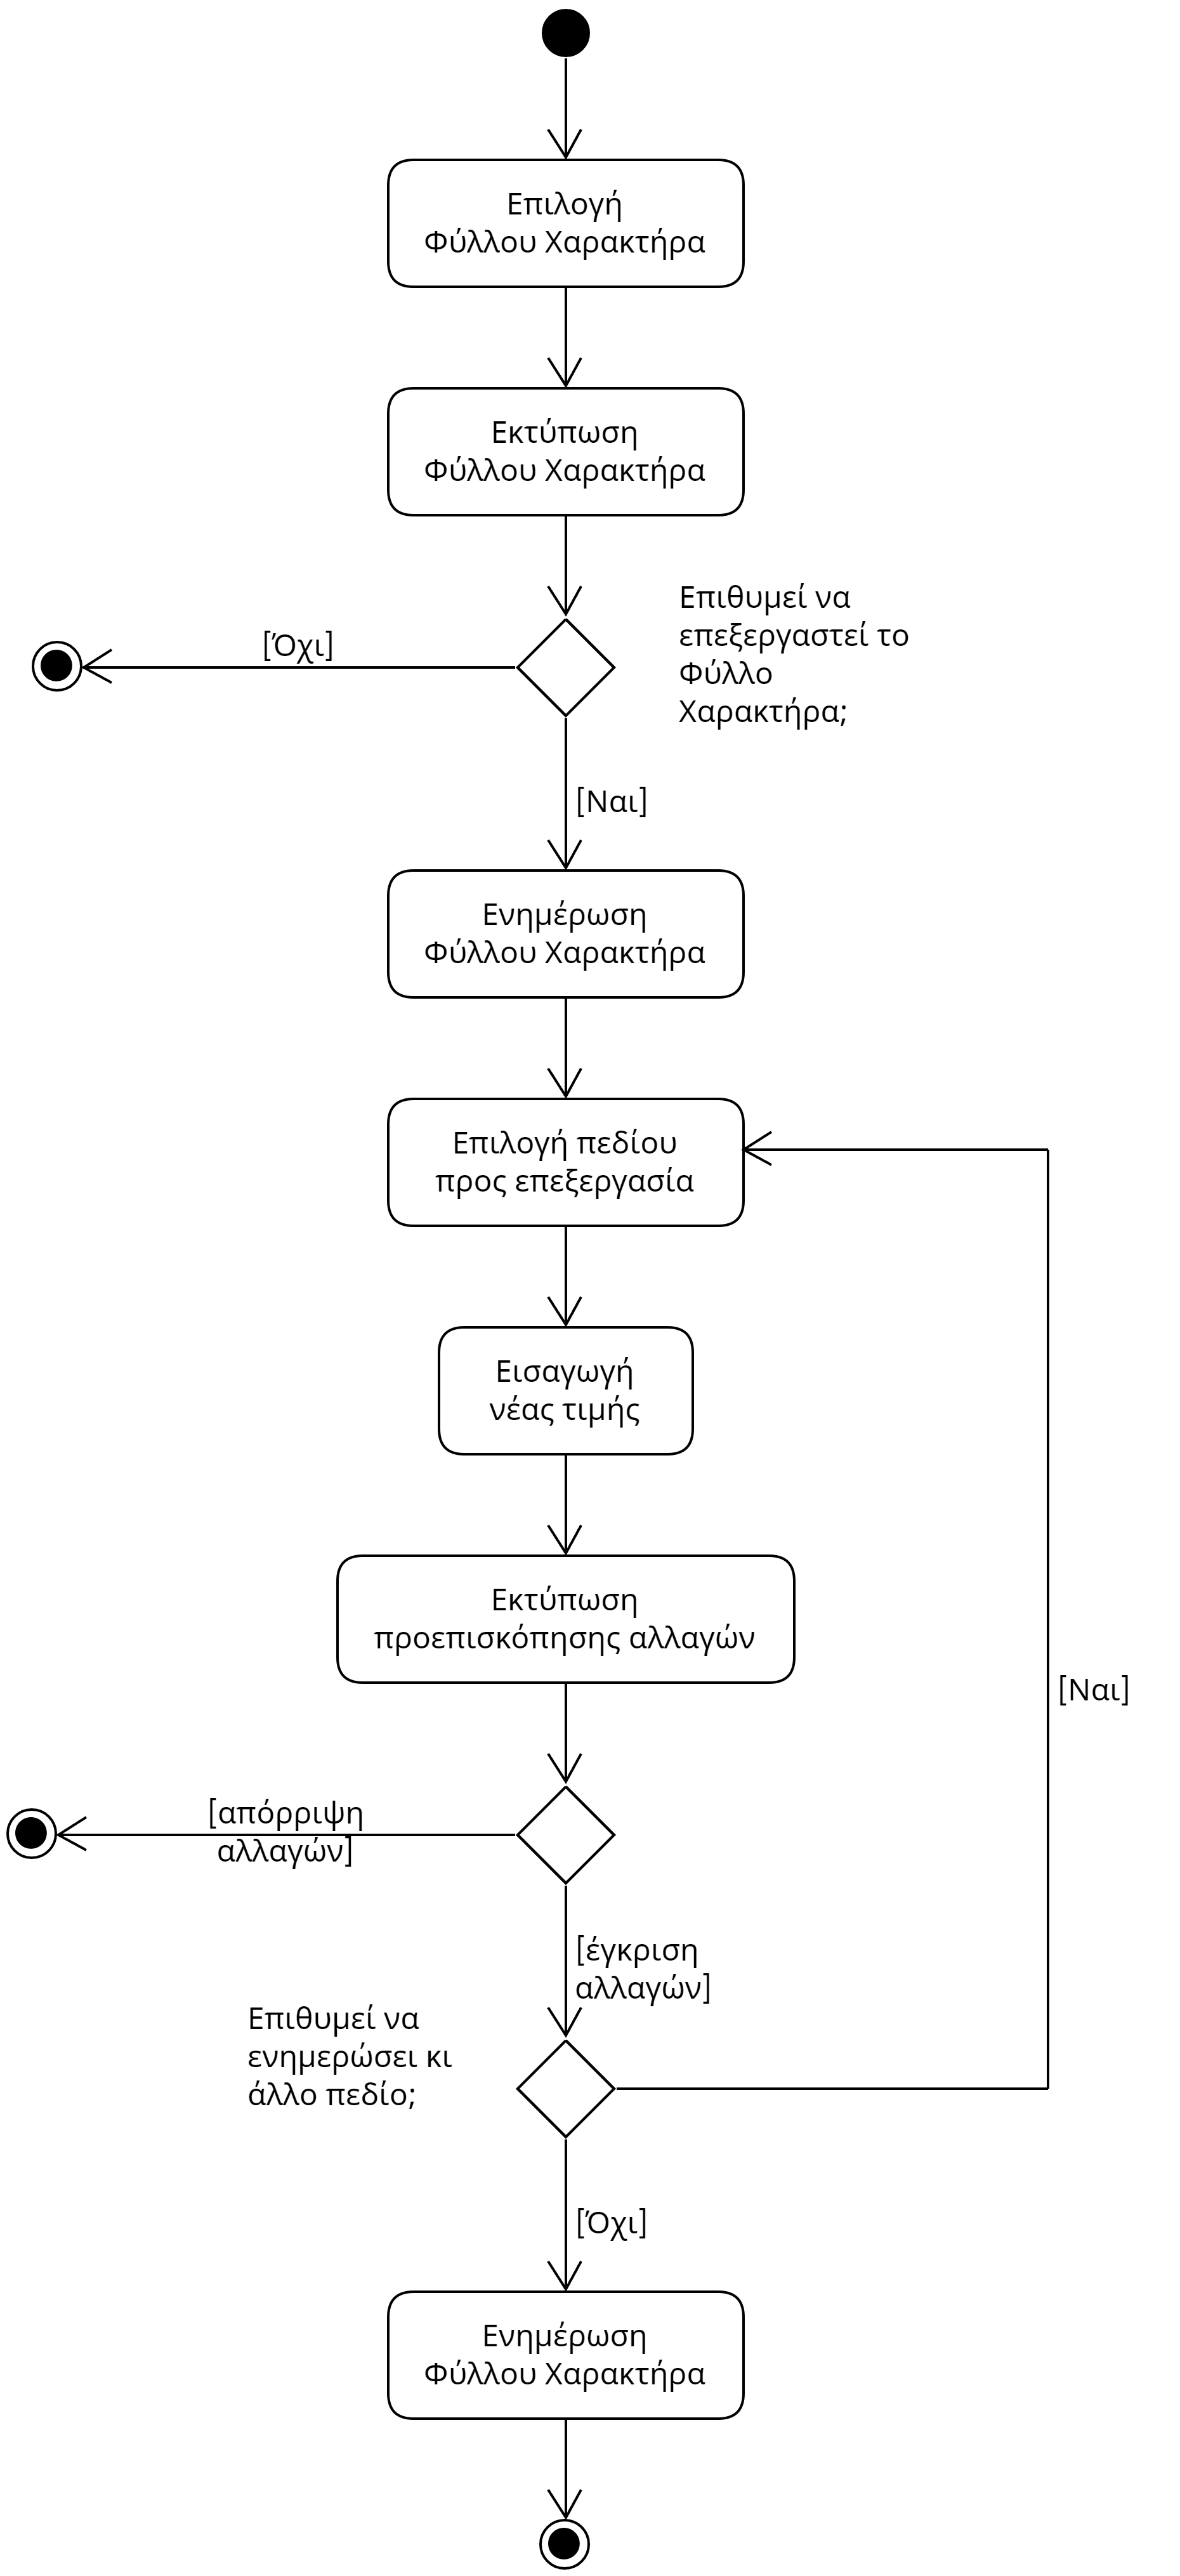 Επιλογή
Φύλλου Χαρακτήρα
Εκτύπωση
Φύλλου Χαρακτήρα
Επιθυμεί να
επεξεργαστεί το
Φύλλο
Χαρακτήρα;
[Όχι]
[Ναι]
Ενημέρωση
Φύλλου Χαρακτήρα
Επιλογή πεδίου
προς επεξεργασία
Εισαγωγή
νέας τιμής
Εκτύπωση
προεπισκόπησης αλλαγών
[Ναι]
[απόρριψη
αλλαγών]
[έγκριση
αλλαγών]
Επιθυμεί να
ενημερώσει κι
άλλο πεδίο;
[Όχι]
Ενημέρωση
Φύλλου Χαρακτήρα